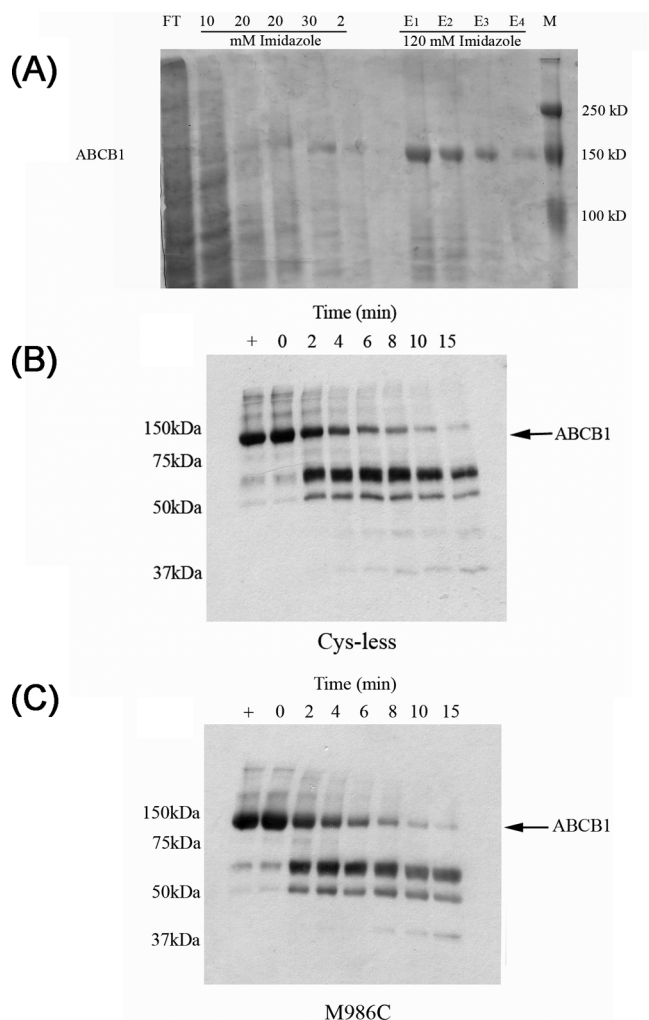 FT 10 20 20 30 2 E1 E2 E3 E4 M
mM Imidazole 120 mM Imidazole
(A)
250 kD
ABCB1 150 kD
100 kD
Time (min)
(B)
+ 0 2 4 6 8 10 15
150kDa ABCB1
75kDa
50kDa
37kDa
Cys-less
(C)
Time (min)
+ 0 2 4 6 8 10 15
150kDa ABCB1
75kDa
50kDa
37kDa
M986C